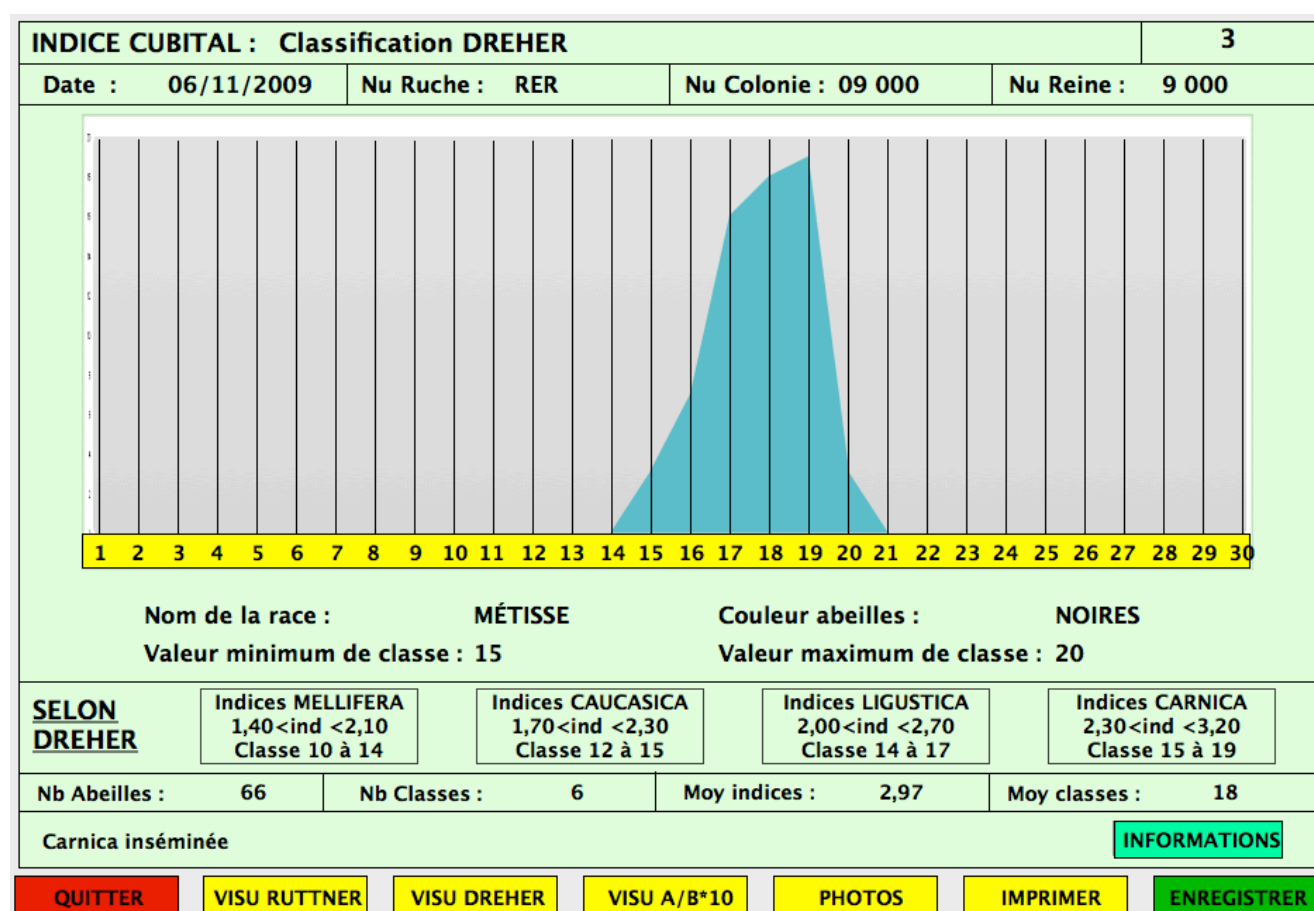 INDICE CUBITAL :   Classification DREHER 3
Date : 06/11/2009 Nu Ruche : RER Nu Colonie : 09 000 Nu Reine : 9 000
1 2 3 4 5 6 7 8 9 10 11 12 13 14 15 16 17 18 19 20 21 22 23 24 25 26 27 28 29 30
Nom de la race : MÉTISSE Couleur abeilles : NOIRES
Valeur minimum de classe : 15 Valeur maximum de classe : 20
SELON
DREHER
Indices MELLIFERA
1,40<ind <2,10
Classe 10 à 14
Indices CAUCASICA
1,70<ind <2,30
Classe 12 à 15
Indices LIGUSTICA
2,00<ind <2,70
Classe 14 à 17
Indices CARNICA
2,30<ind <3,20
Classe 15 à 19
Nb Abeilles : 66 Nb Classes : 6 Moy indices : 2,97 Moy classes : 18
Carnica inséminée INFORMATIONS
QUITTER VISU RUTTNER VISU DREHER VISU A/B*10 PHOTOS IMPRIMER ENREGISTRER